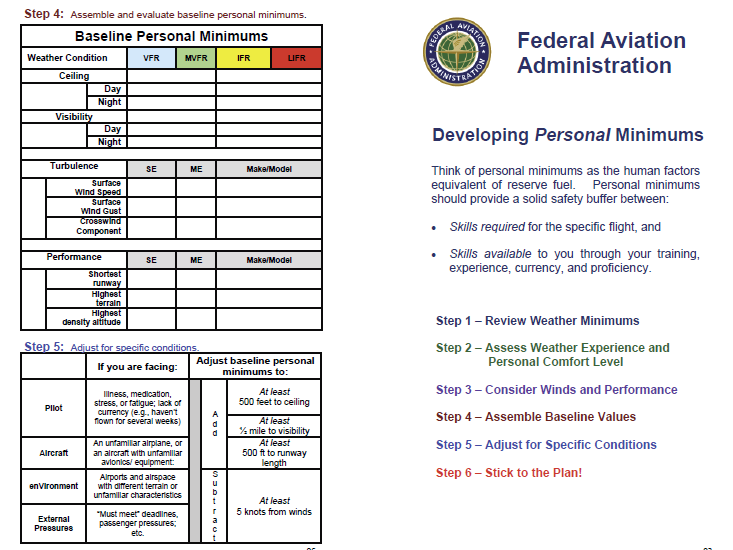 Step 4: Assemble and evaluate baseline personal minimums.
Baseline Personal Minimums
Weather Condition VFR MVFR IFR LIFR
Ceiling
Day
Night
Visibility
Day
Night
Turbulence SE ME Make/Model
Surface
Wind Speed
Surface
Wind Gust
Crosswind
Component
Performance SE ME Make/Model
Shortest
runway
Highest
terrain
Highest
density altitude
Step 5: Adjust for specific conditions.
If you are facing:
Adjust baseline personal
minimums to:
Pilot
Illness, medication,
stress, or fatigue; lack of
currency (e.g., haven't
flown for several weeks)
A
d
d
At least
500 feet to ceiling
At least
½ mile to visibility
Aircraft
An unfamiliar airplane, or
an aircraft with unfamiliar
avionics/ equipment:
At least
500 ft to runway
length
enVironment
Airports and airspace
with different terrain or
unfamiliar characteristics
S
u
b
t
r
a
c
t
At least
5 knots from winds
External
Pressures
"Must meet" deadlines,
passenger pressures;
etc.
FEDERAL AVIATION
ADMINISTRATION
Federal Aviation
Administration
Developing Personal Minimums
Think of personal minimums as the human factors
equivalent of reserve fuel. Personal minimums
should provide a solid safety buffer between:
• Skills required for the specific flight, and
• Skills available to you through your training,
experience, currency, and proficiency.
Step 1 – Review Weather Minimums
Step 2 – Assess Weather Experience and
Personal Comfort Level
Step 3 – Consider Winds and Performance
Step 4 – Assemble Baseline Values
Step 5 – Adjust for Specific Conditions
Step 6 – Stick to the Plan!